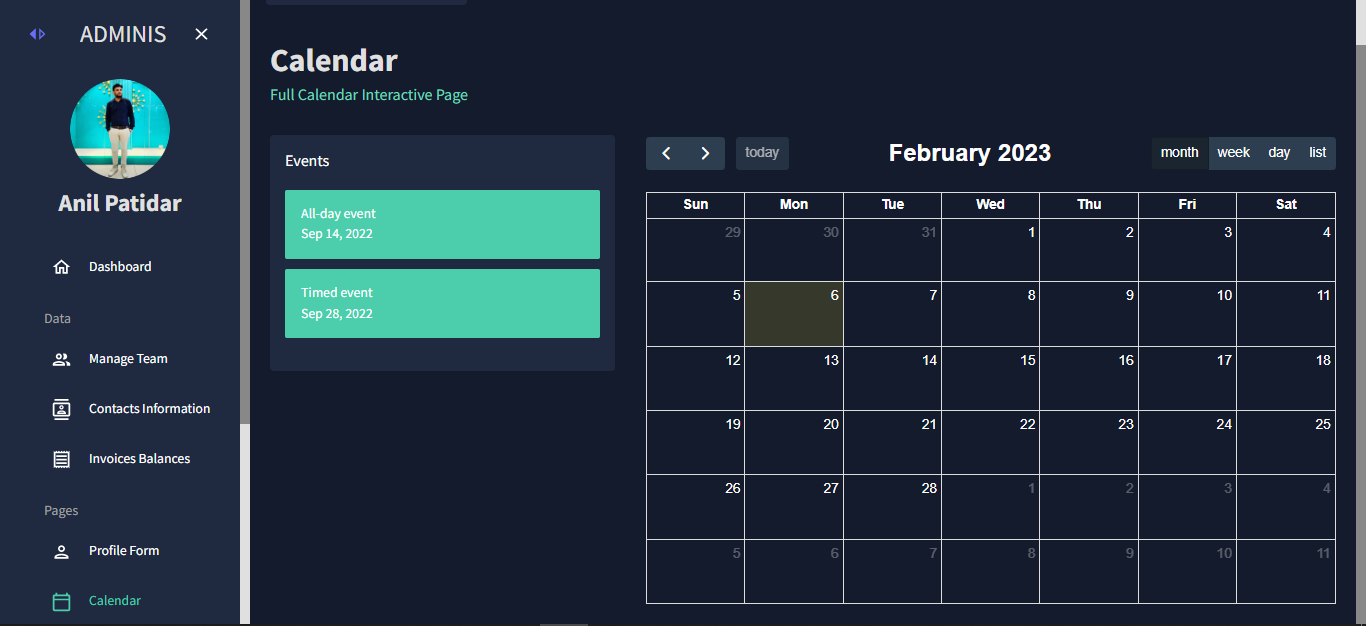 ADMINIS
Anil Patidar
Dashboard
Data
Manage Team
Contacts Information
Invoices Balances
Pages
Profile Form
Calendar
Calendar
Full Calendar Interactive Page
Events
All-day event
Sep 14, 2022
Timed event
Sep 28, 2022
today
February 2023
month week day list
Sun Mon Tue Wed Thu Fri Sat
29 30 31 1 2 3 4
5 6 7 8 9 10 11
12 13 14 15 16 17 18
19 20 21 22 23 24 25
26 27 28 1 2 3 4
5 6 7 8 9 10 11